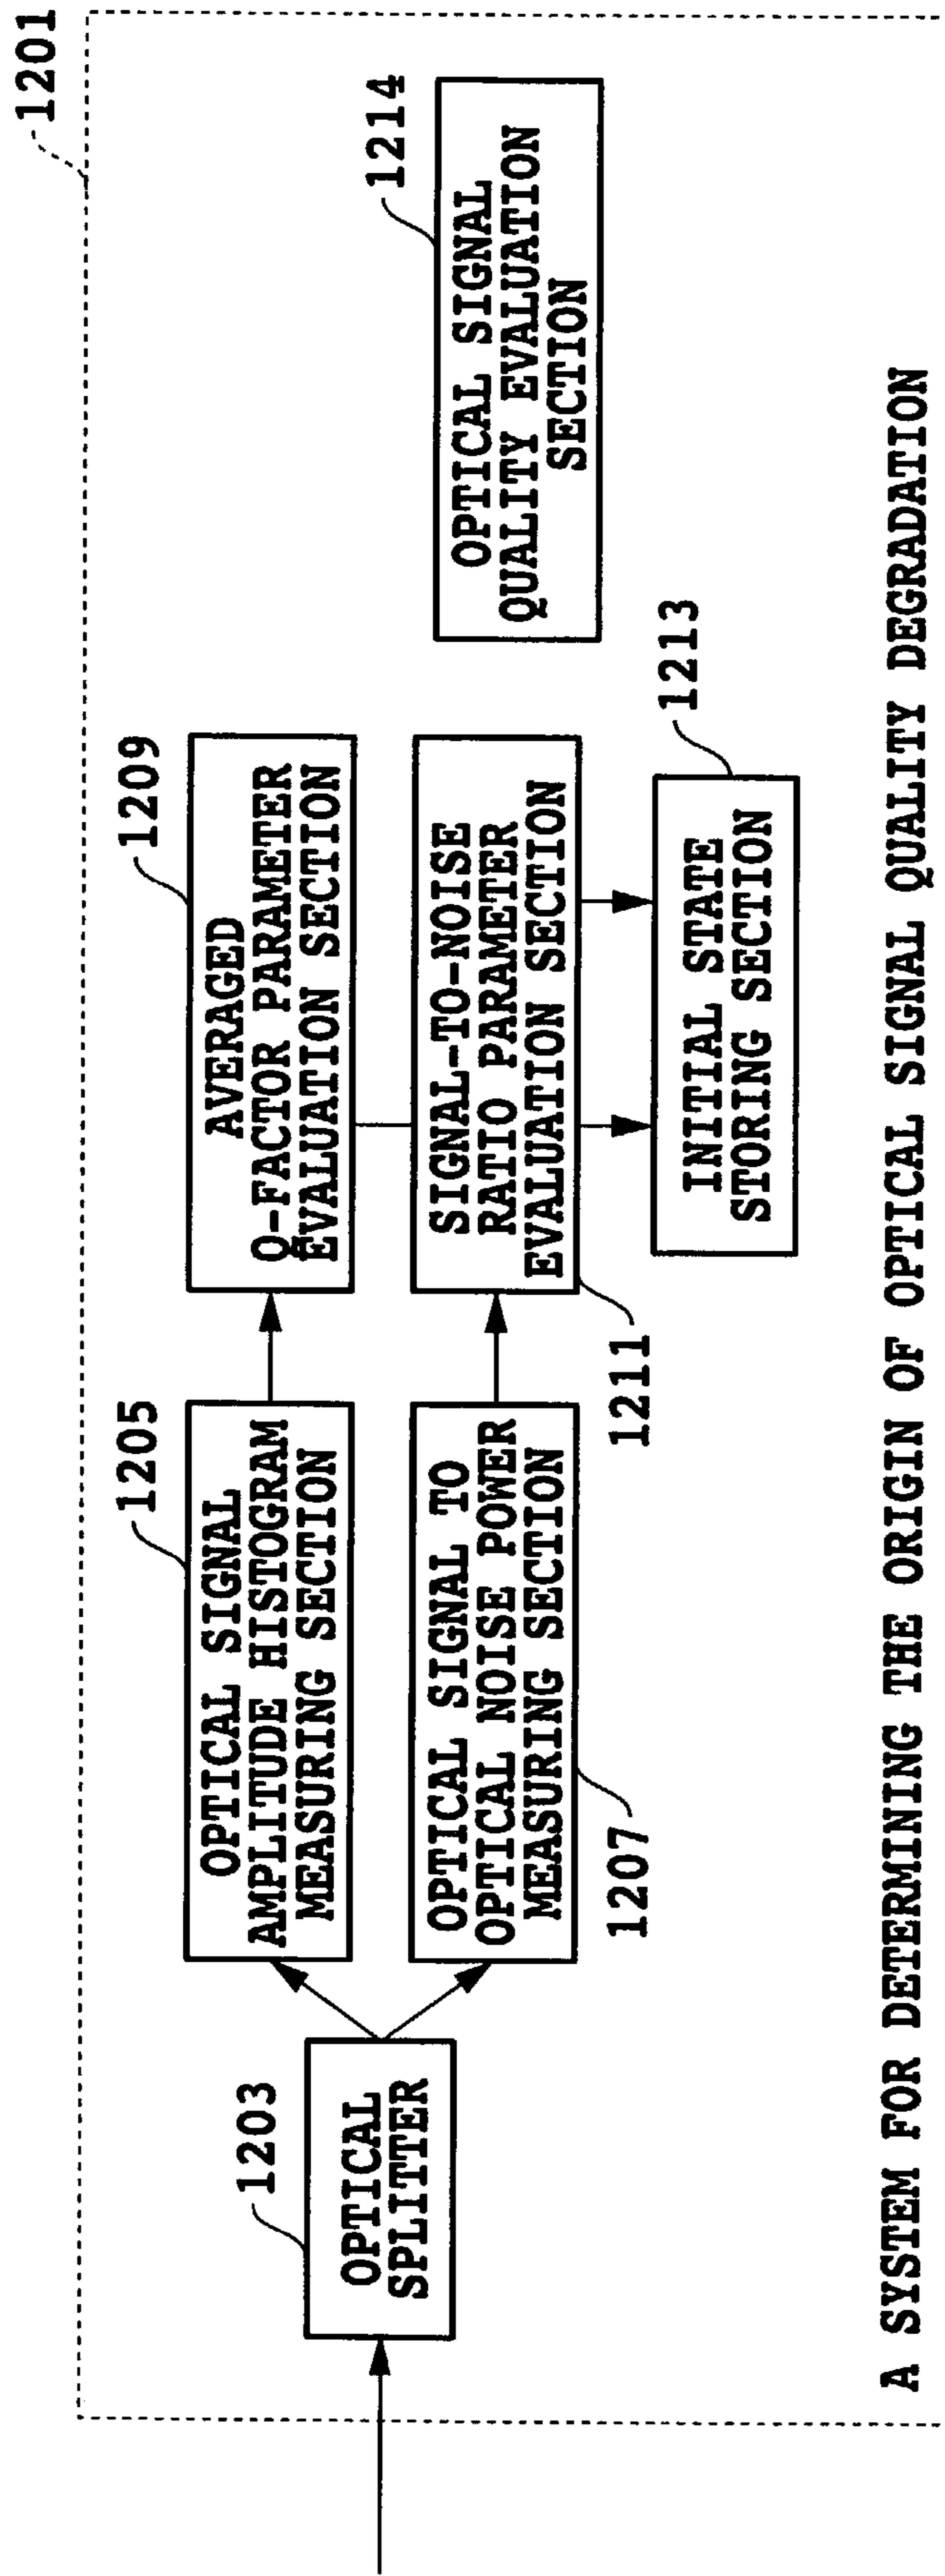 1201
1203
OPTICAL
SPLITTER
1205
OPTICAL SIGNAL
AMPLITUDE HISTOGRAM
MEASURING SECTION
OPTICAL SIGNAL TO
OPTICAL NOISE POWER
MEASURING SECTION
1207
1209
AVERAGED
Q-FACTOR PARAMETER
EVALUATION SECTION
SIGNAL-TO-NOISE
RATIO PARAMETER
EVALUATION SECTION
1211
INITIAL STATE
STORING SECTION
1213
1214
OPTICAL SIGNAL
QUALITY EVALUATION
SECTION
A SYSTEM FOR DETERMINING THE ORIGIN OF OPTICAL SIGNAL QUALITY DEGRADATION